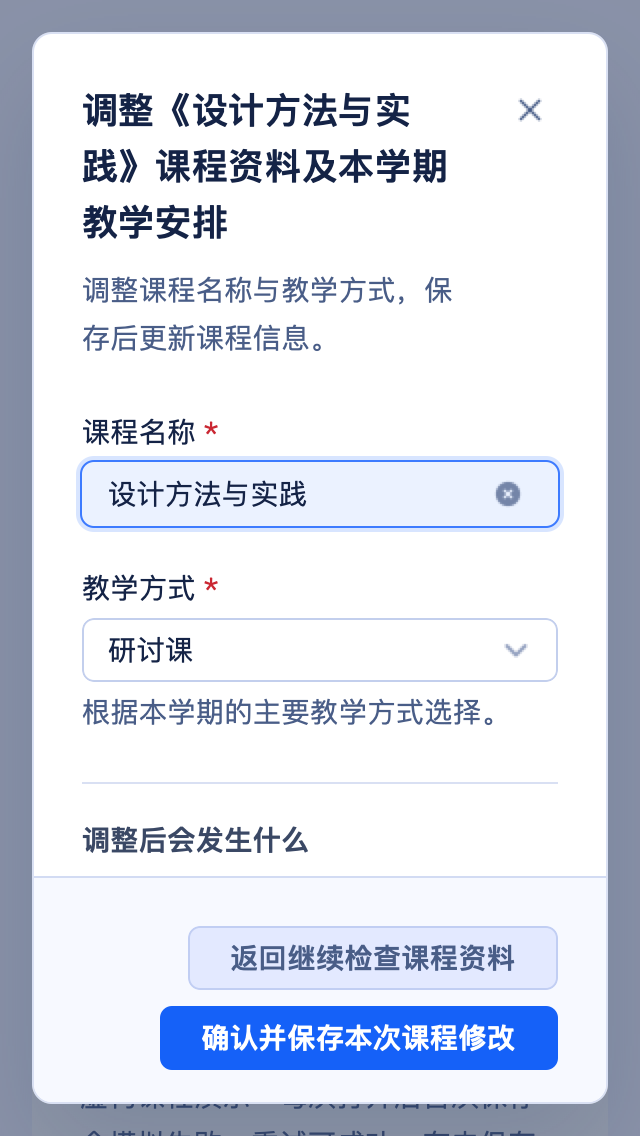 调整《设计方法与实
践》课程资料及本学期
教学安排
调整课程名称与教学方式，保
存后更新课程信息。
课程名称 *
设计方法与实践
教学方式 *
研讨课
根据本学期的主要教学方式选择。
调整后会发生什么
返回继续检查课程资料
确认并保存本次课程修改